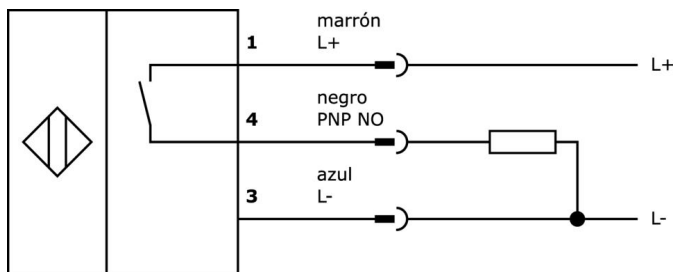 marrón
1 L+
L+
negro
4 PNP NO
azul
3 L-
L-